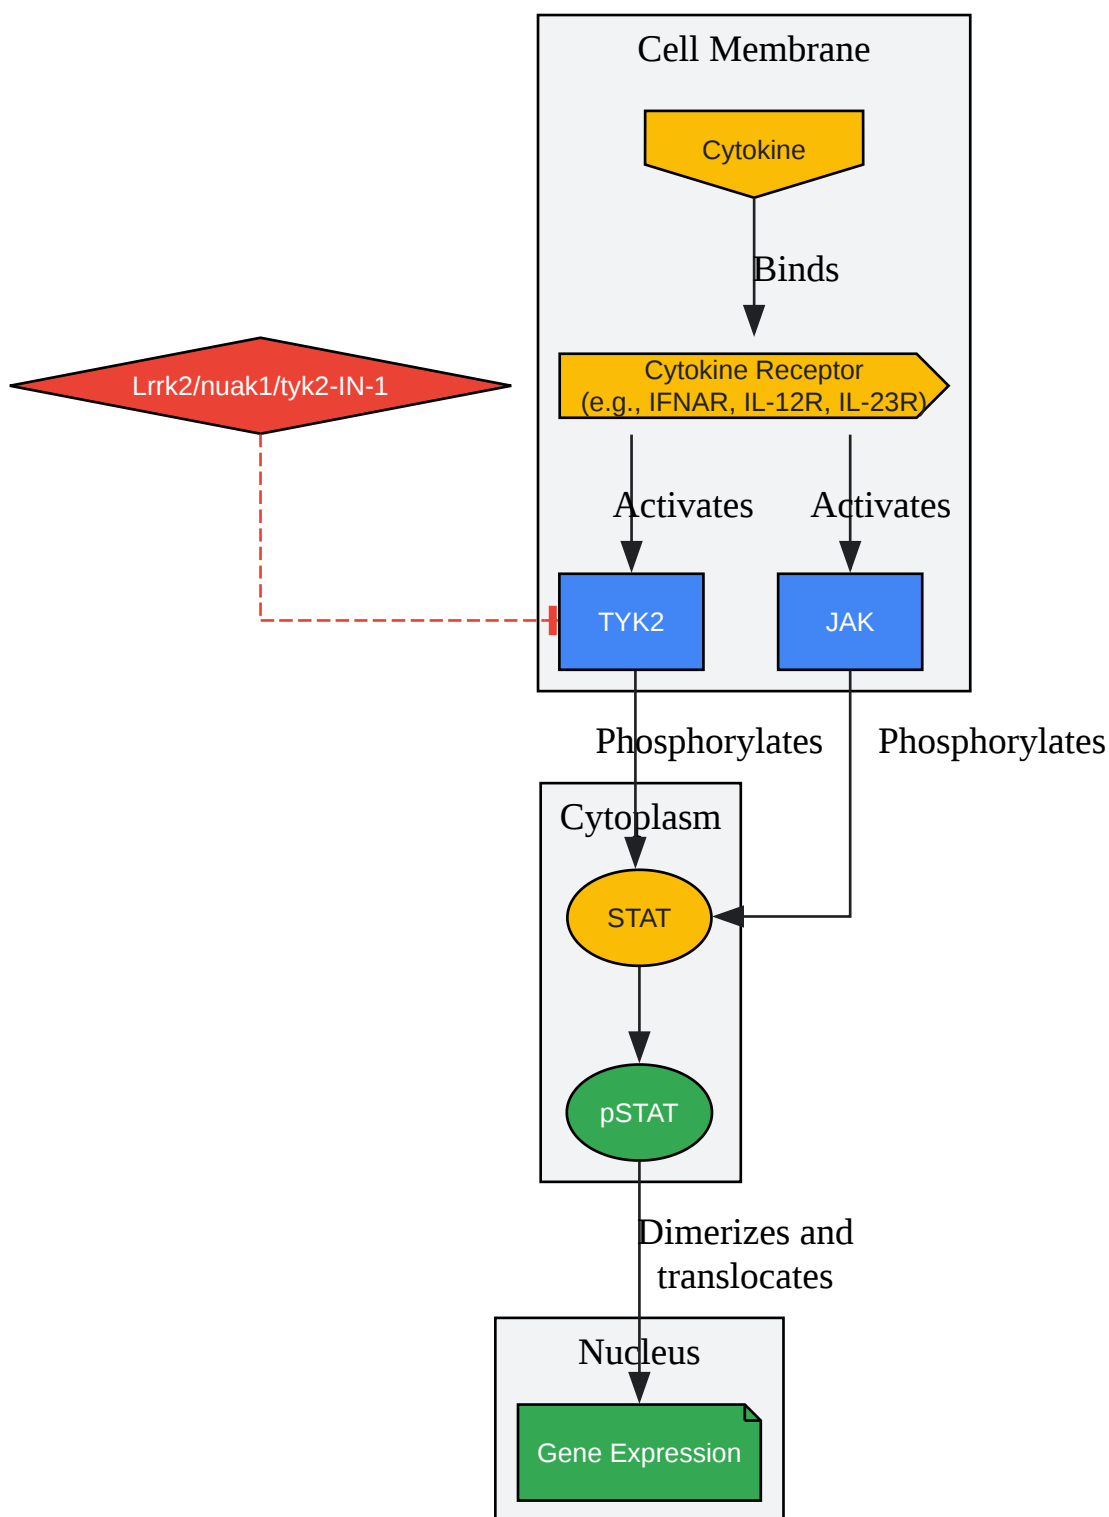 Cell Membrane
Cytokine
Binds
Lrrk2/nuak1/tyk2-IN-1
Cytokine Receptor
(e.g., IFNAR, IL-12R, IL-23R)
Activates
Activates
TYK2
JAK
Phosphorylates
Phosphorylates
Cytoplasm
STAT
pSTAT
Dimerizes and
translocates
Nucleus
Gene Expression